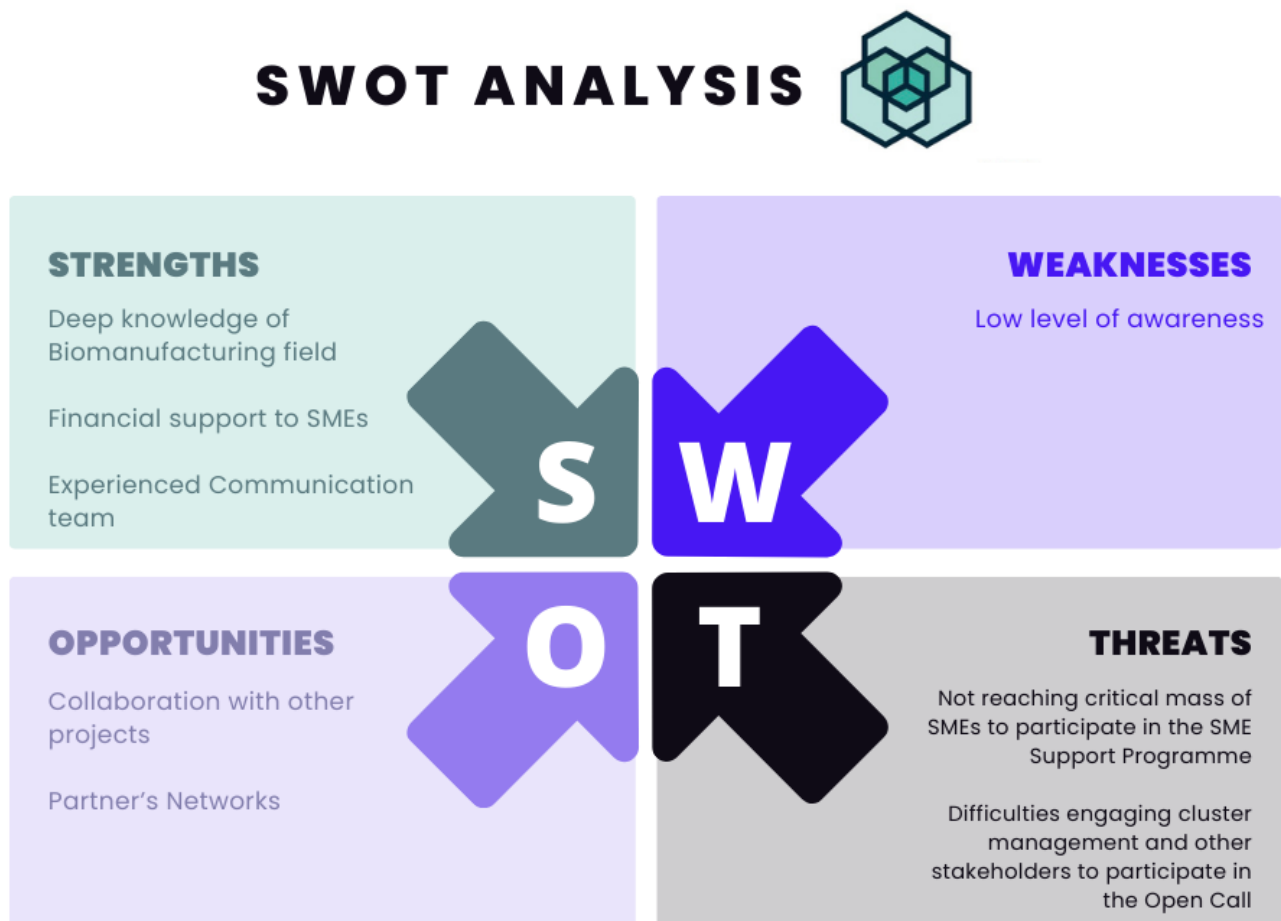 SWOT ANALYSIS
STRENGTHS
Deep knowledge of
Biomanufacturing field
Financial support to SMEs
Experienced Communication
team
S
WEAKNESSES
Low level of awareness
W
OPPORTUNITIES
Collaboration with other
projects
Partner’s Networks
O
THREATS
Not reaching critical mass of
SMEs to participate in the SME
Support Programme
Difficulties engaging cluster
management and other
stakeholders to participate in
the Open Call
T